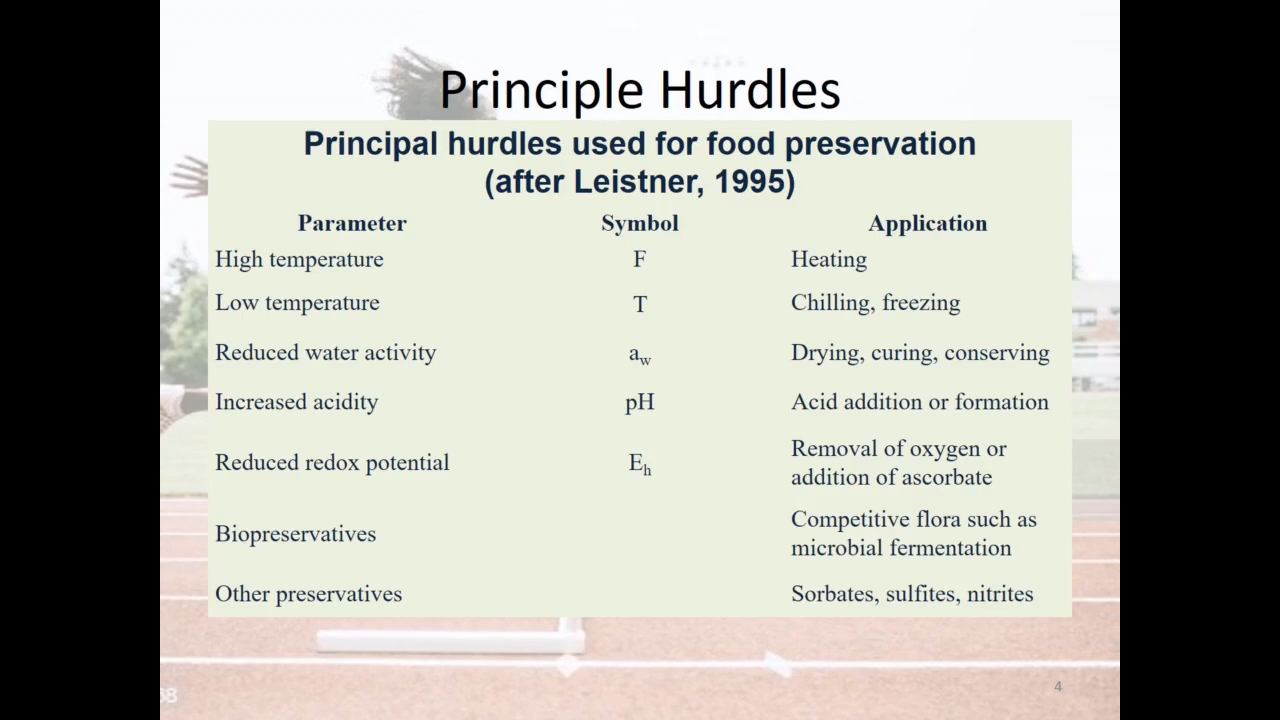 Principle Hurdles
Principal hurdles used for food preservation
(after Leistner, 1995)
Parameter Symbol Application
High temperature F Heating
Low temperature T Chilling, freezing
Reduced water activity aw Drying, curing, conserving
Increased acidity pH Acid addition or formation
Reduced redox potential Eh Removal of oxygen or
addition of ascorbate
Biopreservatives Competitive flora such as
microbial fermentation
Other preservatives Sorbates, sulfites, nitrites
4